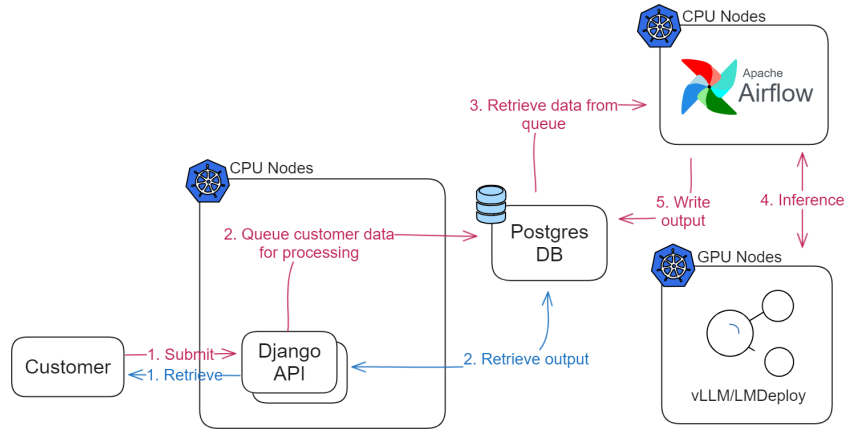 CPU Nodes
Apache
Airflow
3. Retrieve data from
queue
CPU Nodes
2. Queue customer data
for processing
Postgres
DB
5. Write
output
4. Inference
GPU Nodes
Customer
1. Submit
1. Retrieve
Django
API
2. Retrieve output
vLLM/LMDeploy